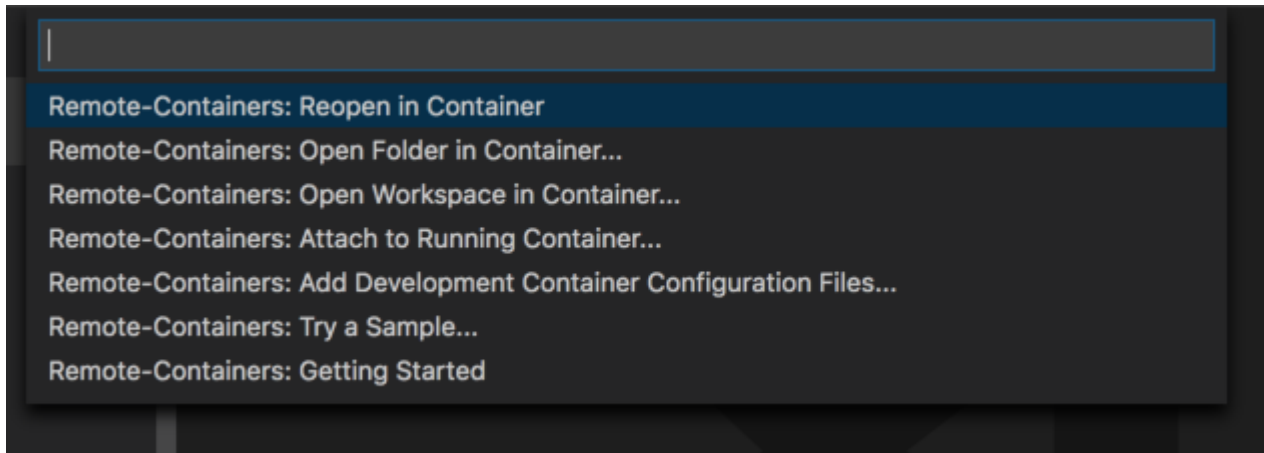 Remote-Containers: Reopen in Container
Remote-Containers: Open Folder in Container...
Remote-Containers: Open Workspace in Container...
Remote-Containers: Attach to Running Container...
Remote-Containers: Add Development Container Configuration Files...
Remote-Containers: Try a Sample...
Remote-Containers: Getting Started